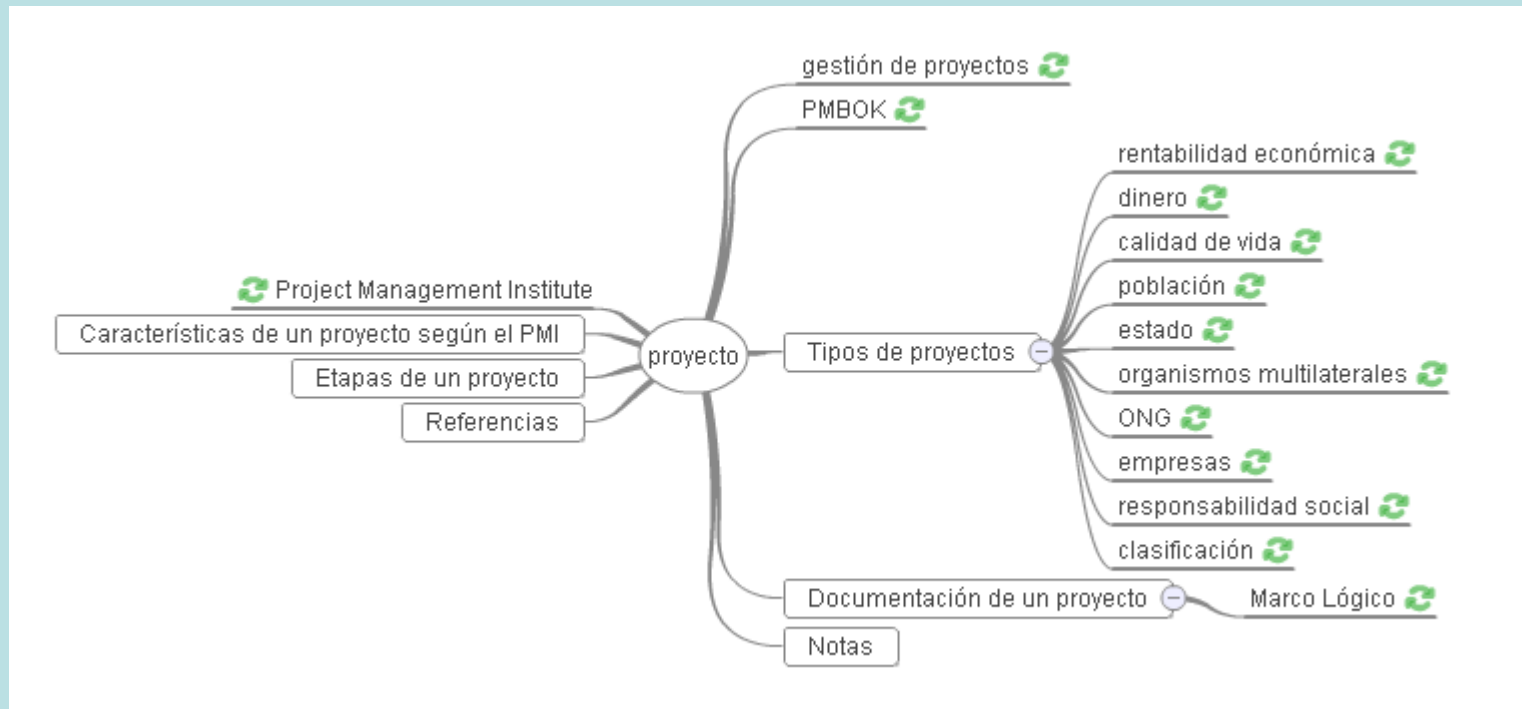 gestión de proyectos
PMBOK
rentabilidad económica
dinero
calidad de vida
población
estado
organismos multilaterales
ONG
empresas
responsabilidad social
clasificación
Project Management Institute
Características de un proyecto según el PMI
Etapas de un proyecto
Referencias
proyecto
Tipos de proyectos
Documentación de un proyecto
Marco Lógico
Notas